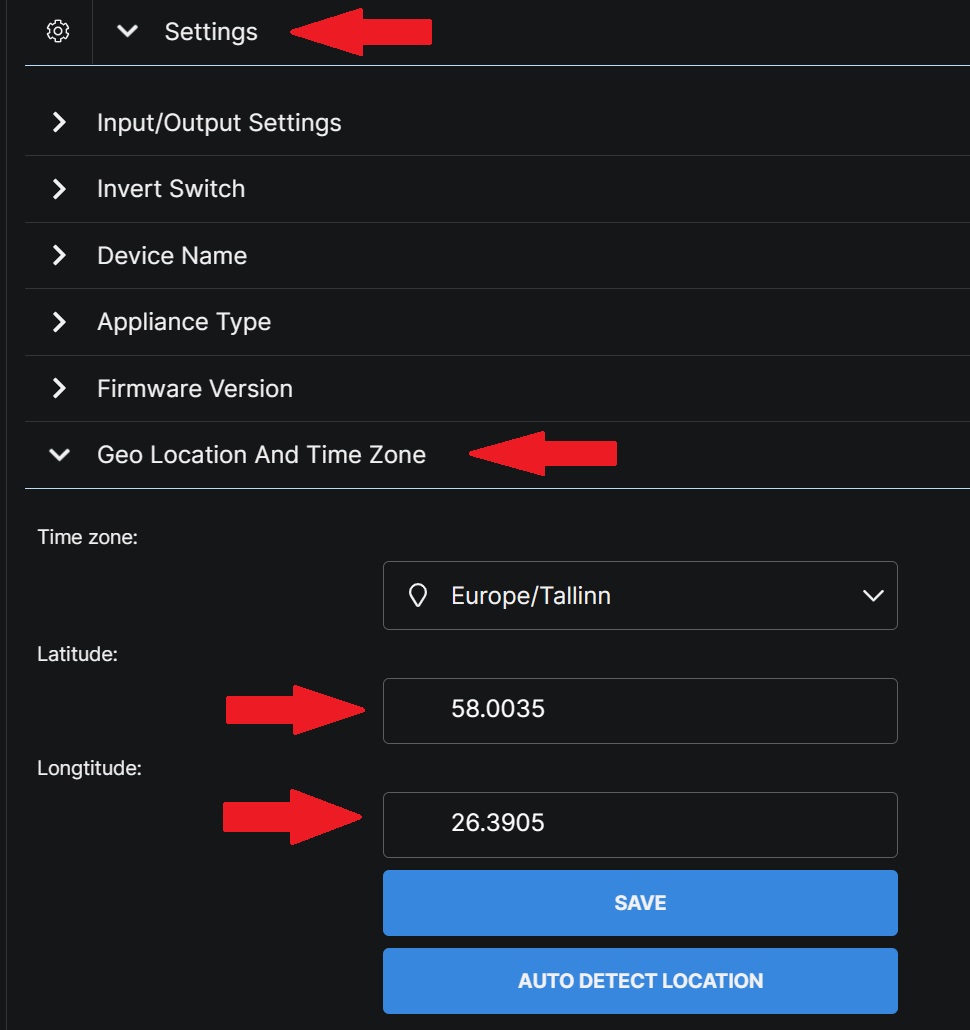 Settings
Input/Output Settings
Invert Switch
Device Name
Appliance Type
Firmware Version
Geo Location And Time Zone
Time zone:
Europe/Tallinn
Latitude:
58.0035
Longtitude:
26.3905
SAVE
AUTO DETECT LOCATION